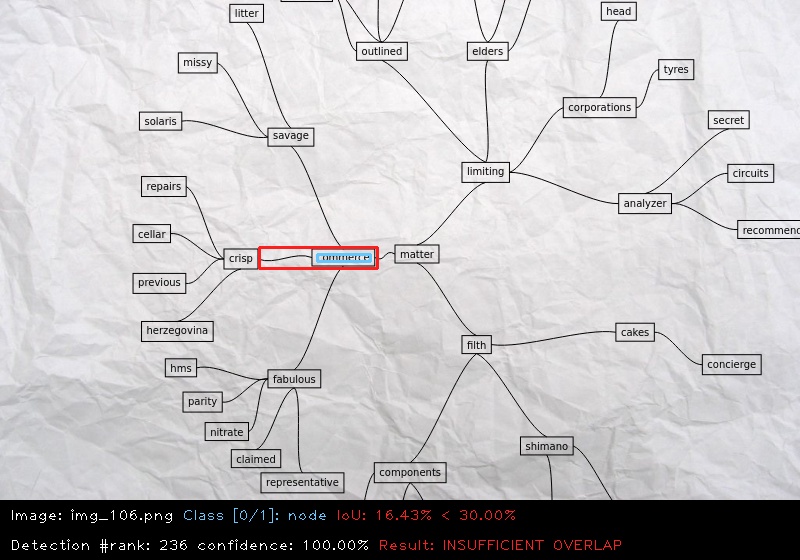 litter
head
outlined
elders
missy
tyres
corporations
solaris
secret
savage
limiting
circuits
repairs
analyzer
cellar
recommend
crisp
commerce
matter
previous
herzegovina
cakes
filth
concierge
hms
fabulous
parity
nitrate
shimano
claimed
components
representative
Image: img_106.png Class [0/1]: node IoU: 16.43% < 30.00%
Detection #rank: 236 confidence: 100.00% Result: INSUFFICIENT OVERLAP